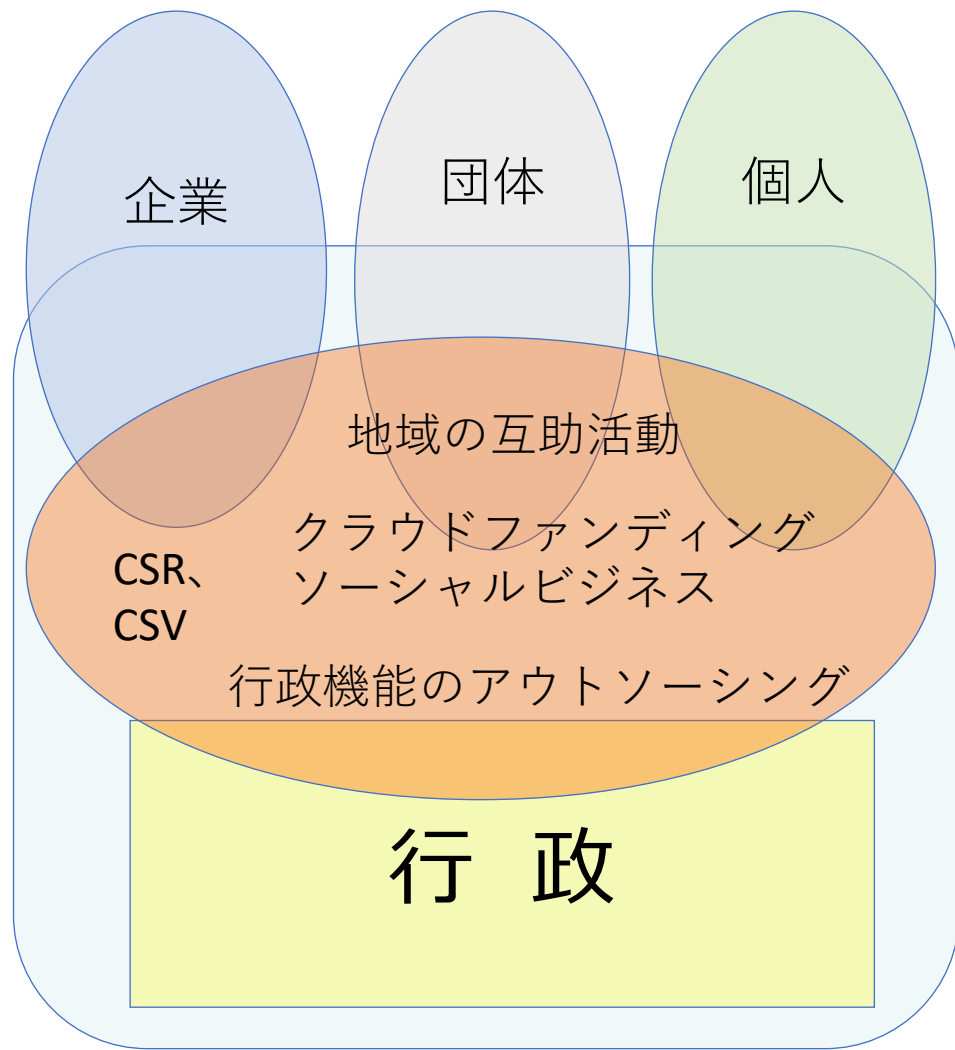 企業
団体
個人
地域の互助活動
クラウドファンディング
ソーシャルビジネス
CSR、
CSV
行政機能のアウトソーシング
行 政